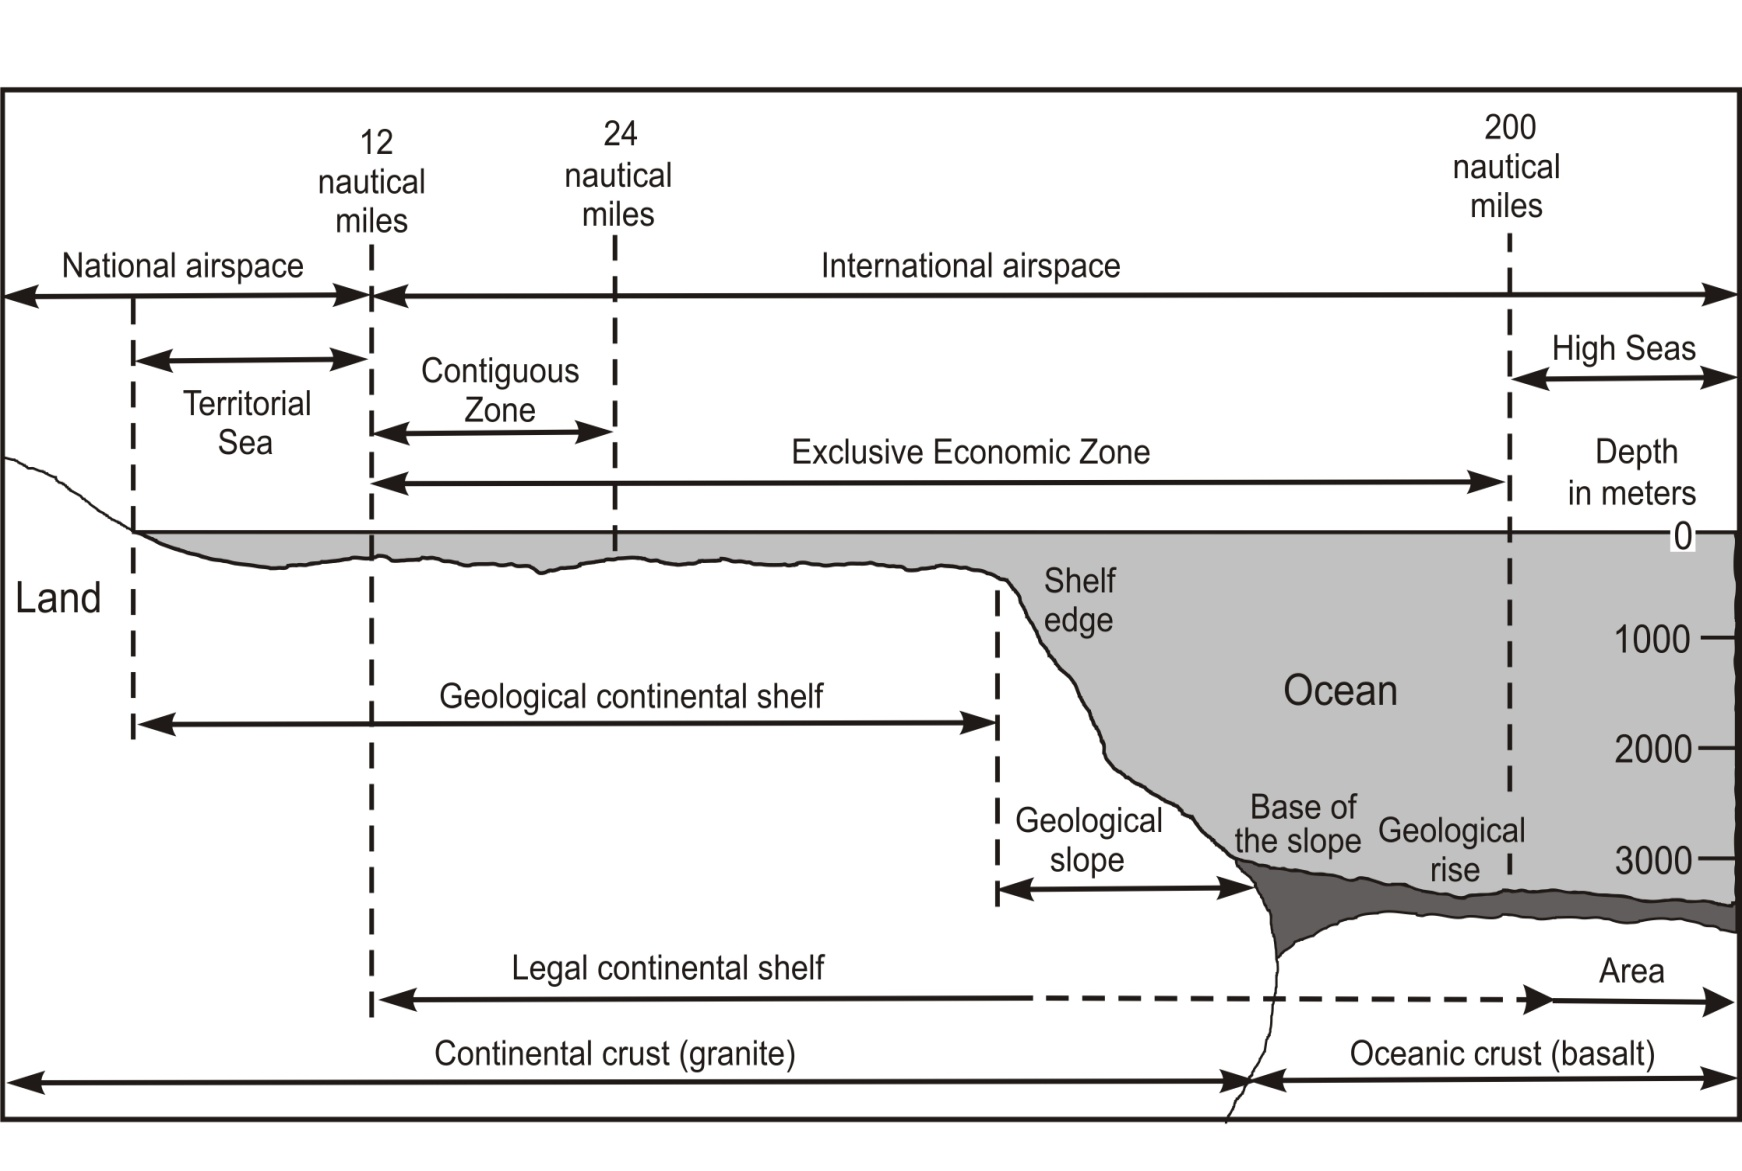 12
nautical
miles
24
nautical
miles
200
nautical
miles
National airspace
International airspace
High Seas
Territorial
Sea
Contiguous
Zone
Exclusive Economic Zone
Depth
in meters
0
Land
Shelf
edge
1000
Ocean
Geological continental shelf
2000
Geological
slope
Base of
the slope
Geological
rise
3000
Legal continental shelf
Area
Continental crust (granite)
Oceanic crust (basalt)